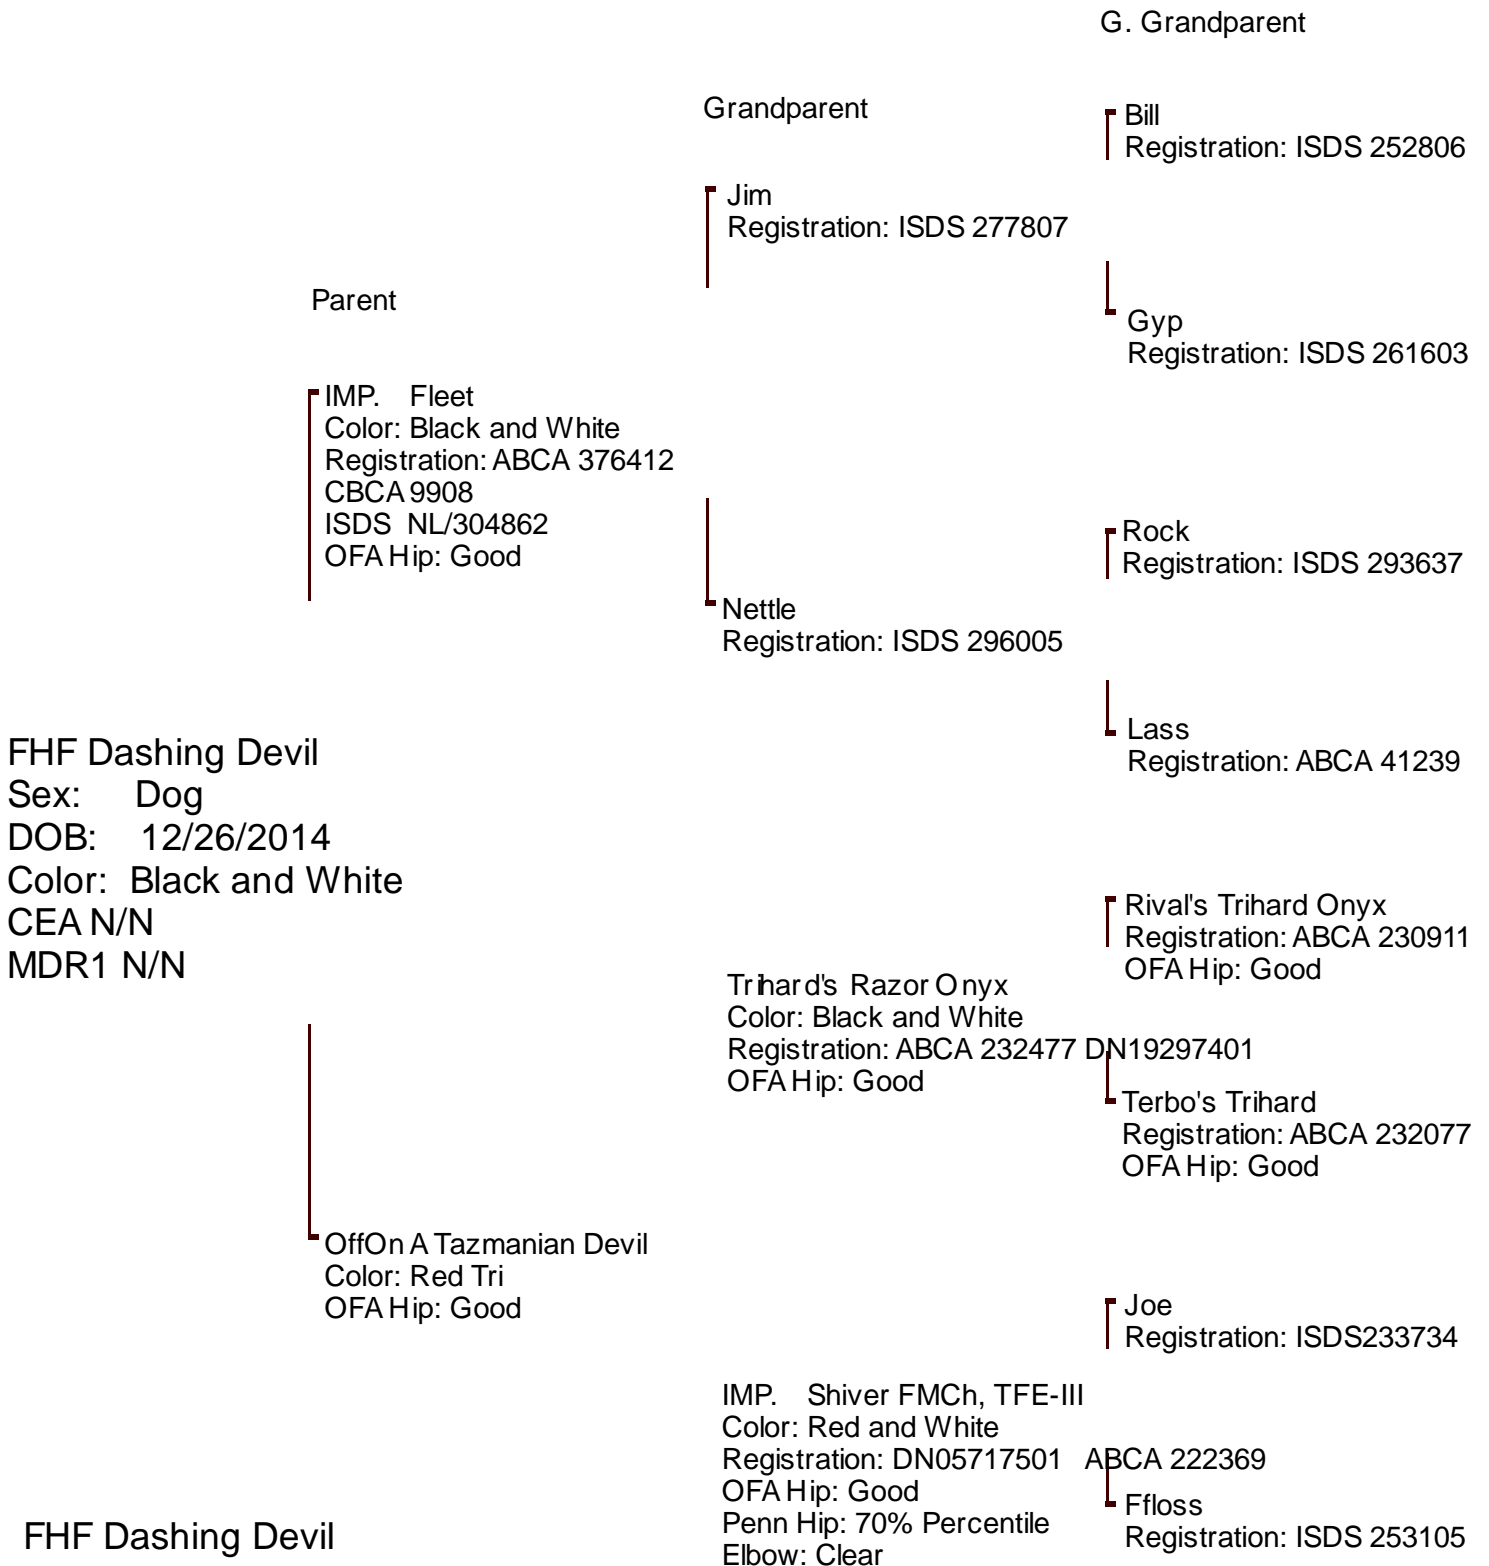 G. Grandparent
Grandparent
Bill
Registration: ISDS 252806
Jim
Registration: ISDS 277807
Parent
Gyp
Registration: ISDS 261603
IMP. Fleet
Color: Black and White
Registration: ABCA 376412
CBCA 9908
ISDS NL/304862
OFA Hip: Good
Rock
Registration: ISDS 293637
Nettle
Registration: ISDS 296005
Lass
Registration: ABCA 41239
FHF Dashing Devil
Sex: Dog
DOB: 12/26/2014
Color: Black and White
CEA N/N
MDR1 N/N
Rival's Trihard Onyx
Registration: ABCA 230911
OFA Hip: Good
Trihard's Razor Onyx
Color: Black and White
Registration: ABCA 232477 DN19297401
OFA Hip: Good
Terbo's Trihard
Registration: ABCA 232077
OFA Hip: Good
OffOn A Tazmanian Devil
Color: Red Tri
OFA Hip: Good
Joe
Registration: ISDS233734
IMP. Shiver FMCh, TFE-III
Color: Red and White
Registration: DN05717501 ABCA 222369
OFA Hip: Good
Penn Hip: 70% Percentile
Elbow: Clear
Ffloss
Registration: ISDS 253105
FHF Dashing Devil